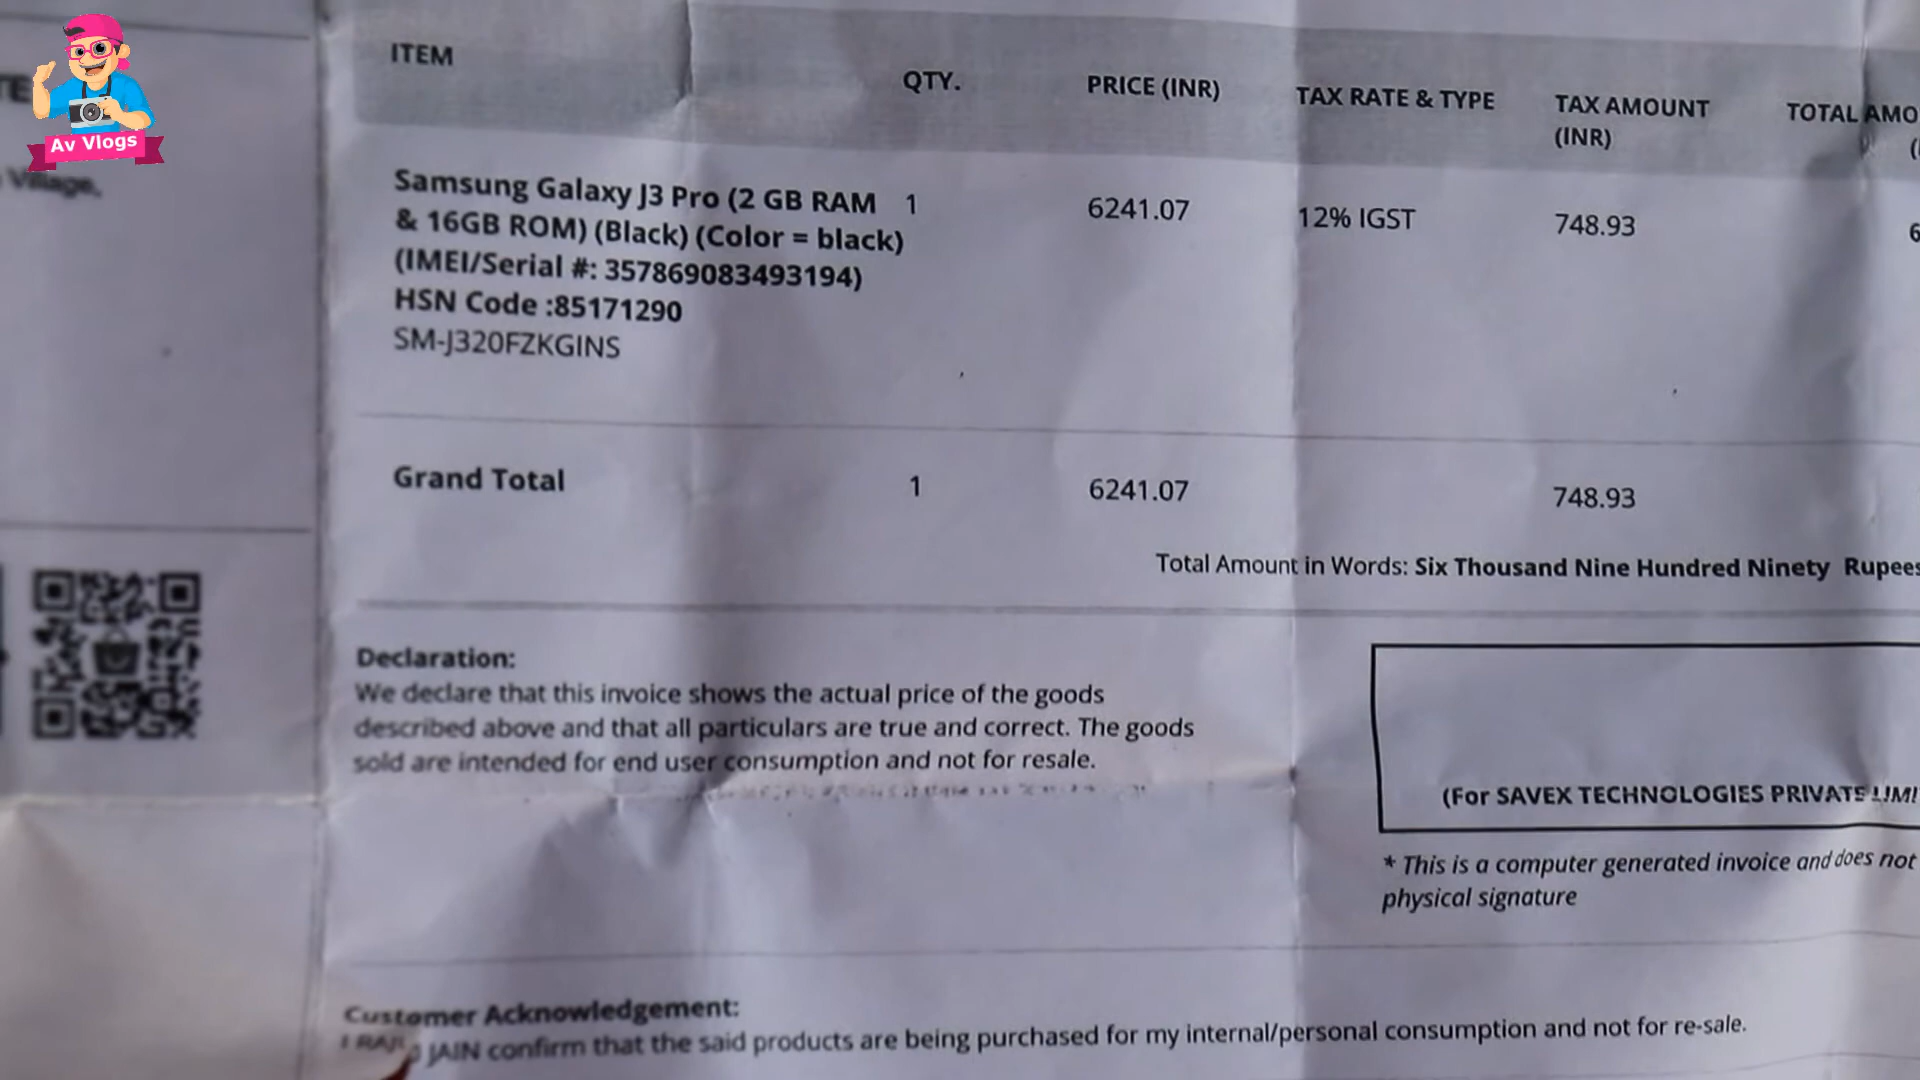 Av Vlogs
Village,
ITEM
QTY.
PRICE (INR)
TAX RATE & TYPE
TAX AMOUNT
(INR)
TOTAL AMO
Samsung Galaxy J3 Pro (2 GB RAM
& 16GB ROM) (Black) (Color = black)
(IMEI/Serial #: 357869083493194)
HSN Code :85171290
SM-J320FZKGINS
1
6241.07
12% IGST
748.93
6
Grand Total
1
6241.07
748.93
Total Amount in Words: Six Thousand Nine Hundred Ninety Rupees
Declaration:
We declare that this invoice shows the actual price of the goods
described above and that all particulars are true and correct. The goods
sold are intended for end user consumption and not for resale.
(For SAVEX TECHNOLOGIES PRIVATE LIMI
* This is a computer generated invoice and does not
physical signature
Customer Acknowledgement:
I JAIN confirm that the said products are being purchased for my internal/personal consumption and not for re-sale.